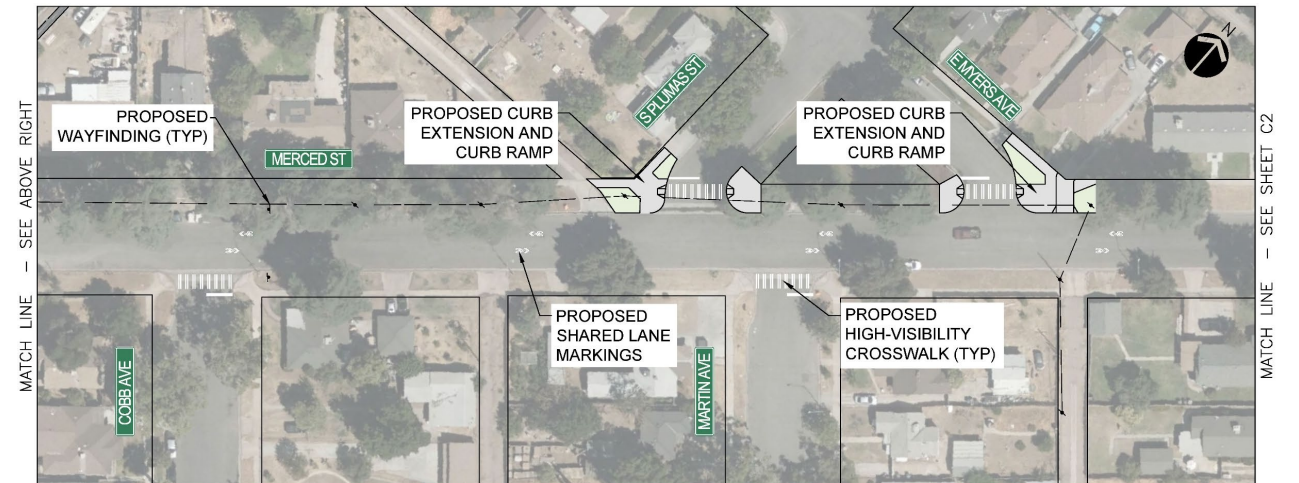 N
S PLUMAS ST
E MYERS AVE
PROPOSED
WAYFINDING (TYP)
MERCED ST
PROPOSED CURB
EXTENSION AND
CURB RAMP
PROPOSED CURB
EXTENSION AND
CURB RAMP
MATCH LINE – SEE ABOVE RIGHT
MATCH LINE – SEE SHEET C2
PROPOSED
SHARED LANE
MARKINGS
PROPOSED
HIGH-VISIBILITY
CROSSWALK (TYP)
COBB AVE
MARTIN AVE